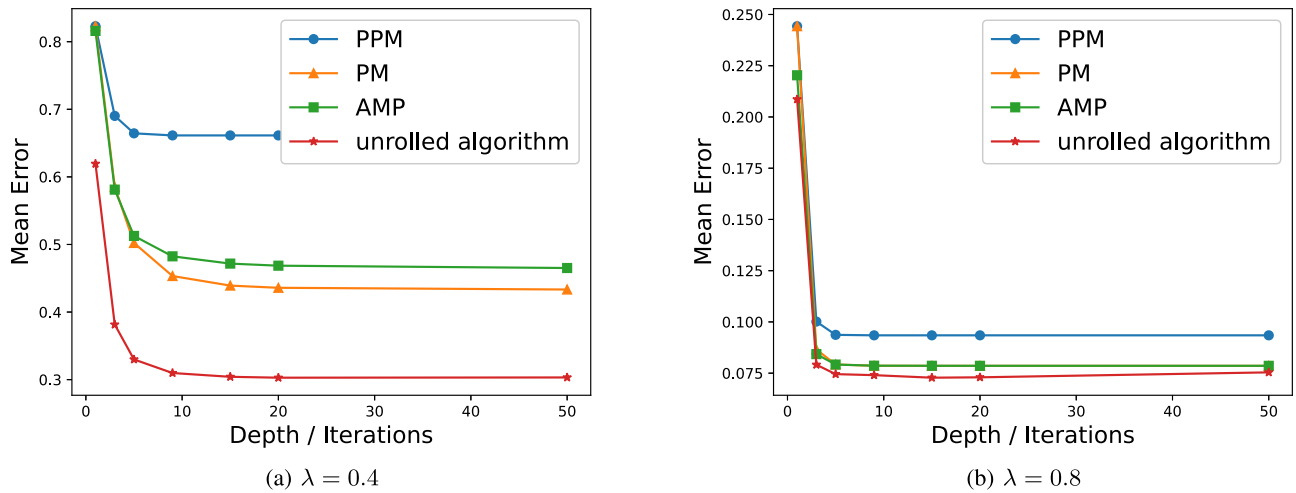 0.8
0.7
0.6
0.5
0.4
0.3
Mean Error
0
10
20
30
40
50
Depth / Iterations
PPM
PM
AMP
unrolled algorithm
(a) λ = 0.4
0.250
0.225
0.200
0.175
0.150
0.125
0.100
0.075
Mean Error
0
10
20
30
40
50
Depth / Iterations
PPM
PM
AMP
unrolled algorithm
(b) λ = 0.8